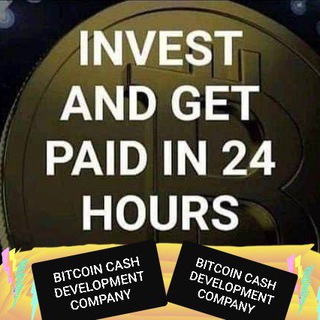 INVEST
AND GET
PAID IN 24
HOURS
BITCOIN CASH
DEVELOPMENT
COMPANY
BITCOIN CASH
DEVELOPMENT
COMPANY